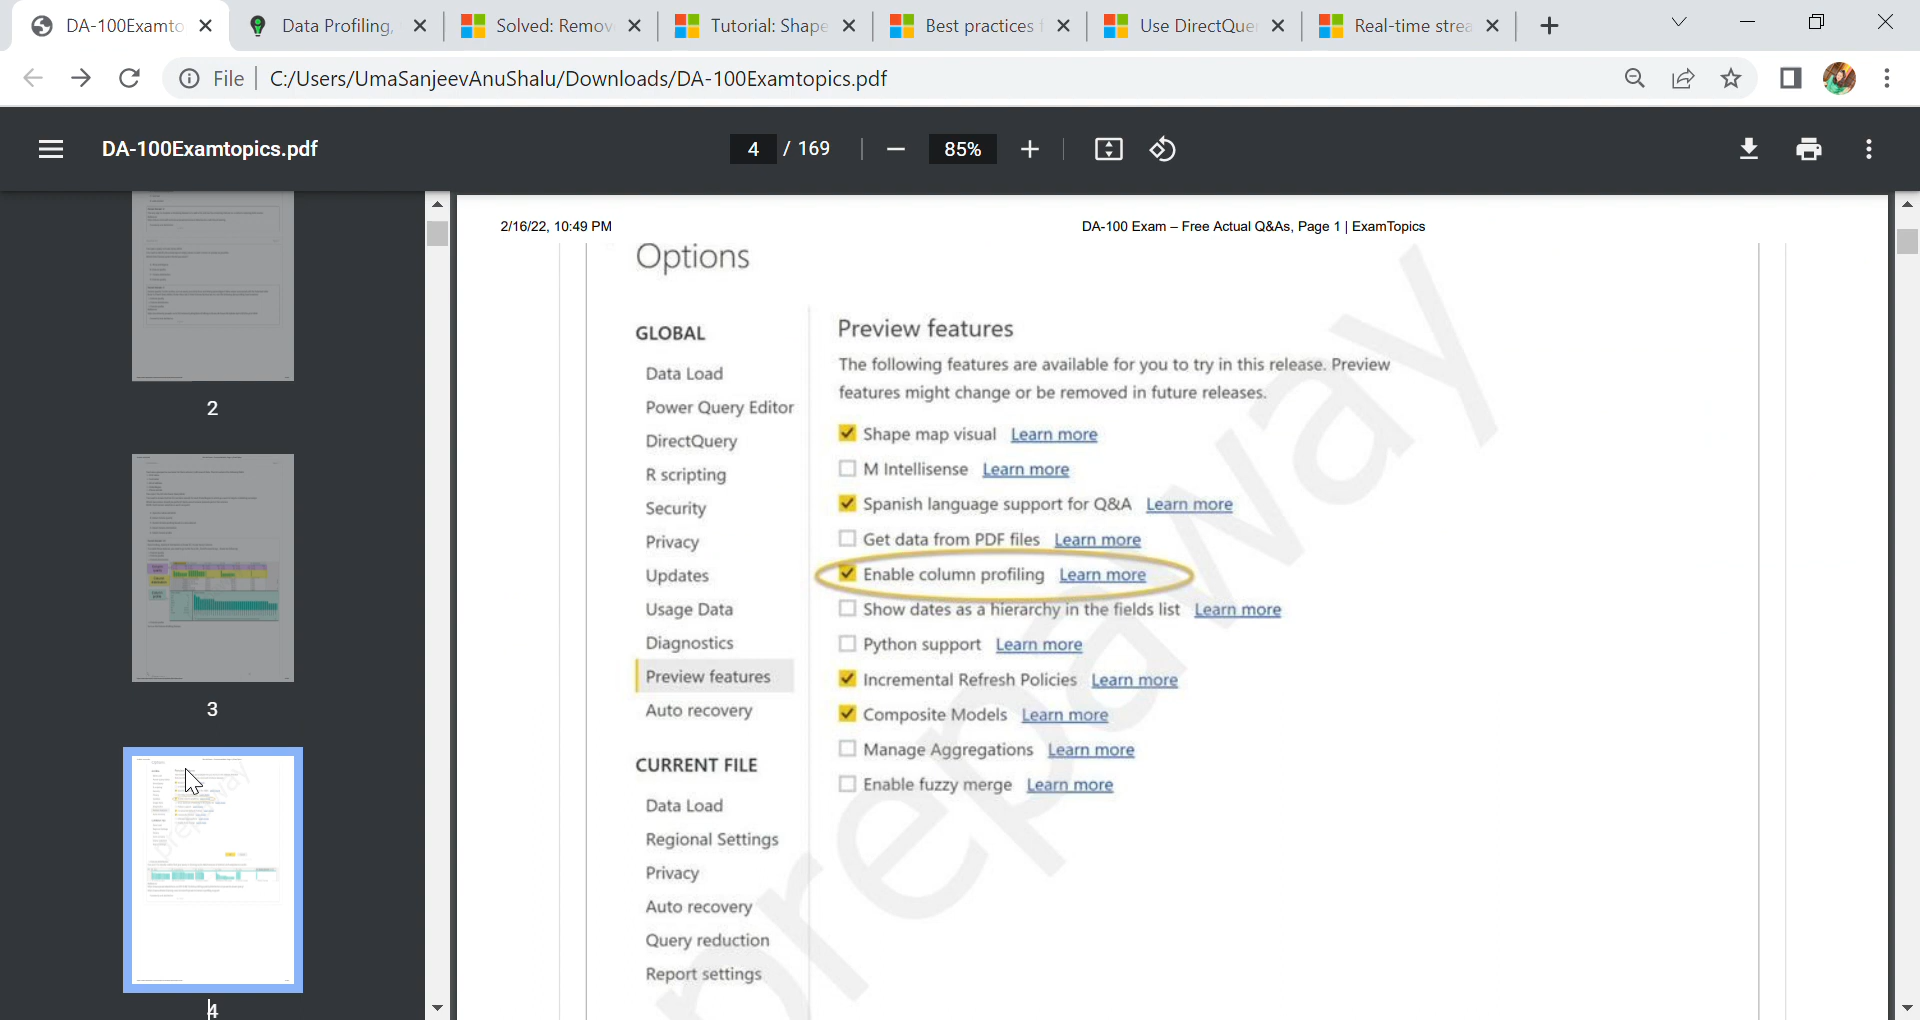 DA-100Examto
Data Profiling,
Solved: Remov
Tutorial: Shape
Best practices f
Use DirectQue
Real-time strea
File
C:/Users/UmaSanjeevAnuShalu/Downloads/DA-100Examtopics.pdf
DA-100Examtopics.pdf
4 / 169
85%
2
3
4
2/16/22, 10:49 PM
DA-100 Exam – Free Actual Q&As, Page 1 | ExamTopics
Options
GLOBAL
Data Load
Power Query Editor
DirectQuery
R scripting
Security
Privacy
Updates
Usage Data
Diagnostics
Preview features
Auto recovery
CURRENT FILE
Data Load
Regional Settings
Privacy
Auto recovery
Query reduction
Report settings
Preview features
The following features are available for you to try in this release. Preview
features might change or be removed in future releases.
Shape map visual Learn more
M Intellisense Learn more
Spanish language support for Q&A Learn more
Get data from PDF files Learn more
Enable column profiling Learn more
Show dates as a hierarchy in the fields list Learn more
Python support Learn more
Incremental Refresh Policies Learn more
Composite Models Learn more
Manage Aggregations Learn more
Enable fuzzy merge Learn more
prepaway